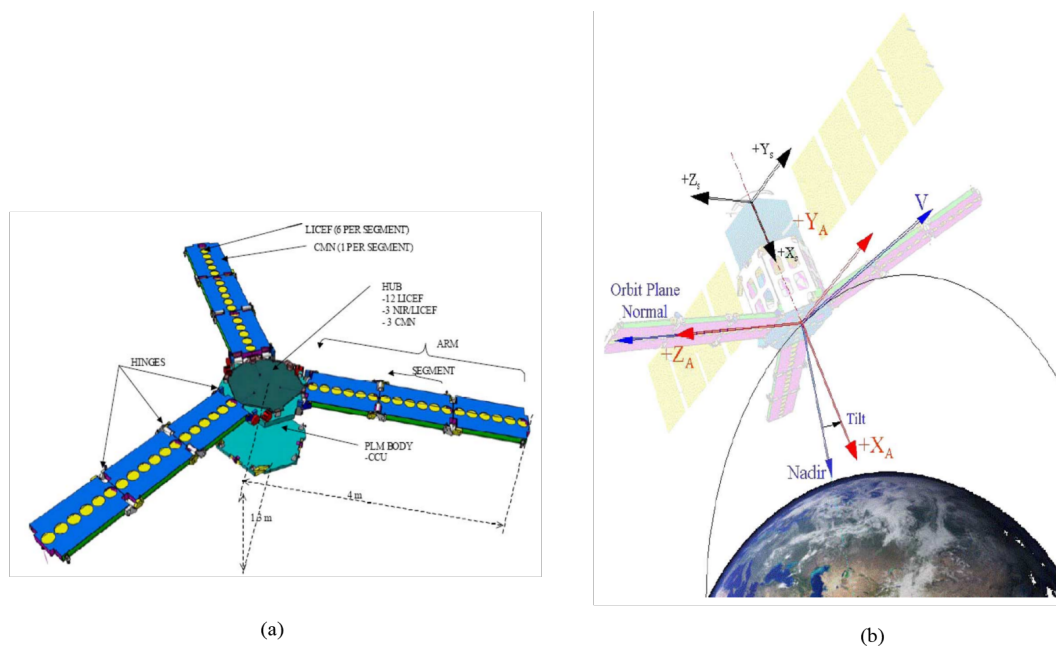 LICEF (6 PER SEGMENT)
CMN (1 PER SEGMENT)
HUB
-12 LICEF
-3 NIR/LICEF
- 3 CMN
ARM
SEGMENT
HINGES
PLM BODY
-CCU
4 m
1.3 m
(a)
+Ys
+Zs
+YA
V
+Xs
Orbit Plane
Normal
+ZA
Tilt
+XA
Nadir
(b)